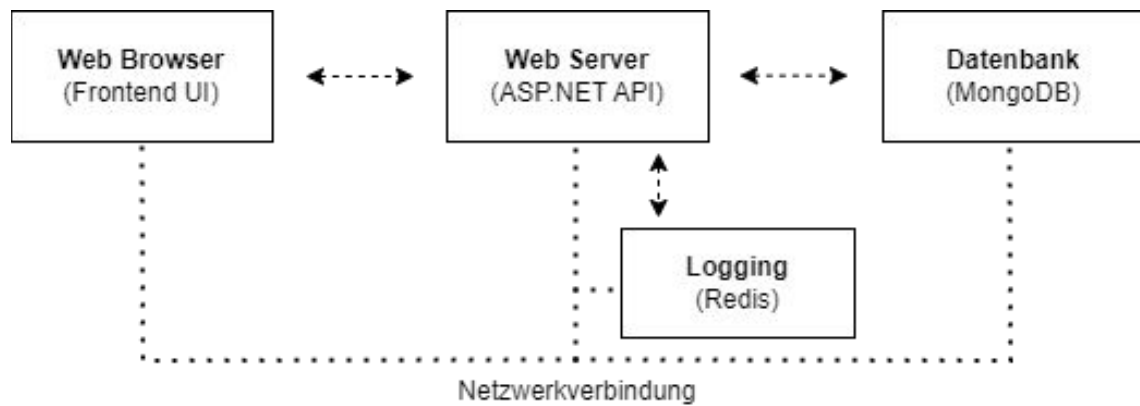 Web Browser
(Frontend UI)
Web Server
(ASP.NET API)
Datenbank
(MongoDB)
Logging
(Redis)
Netzwerkverbindung